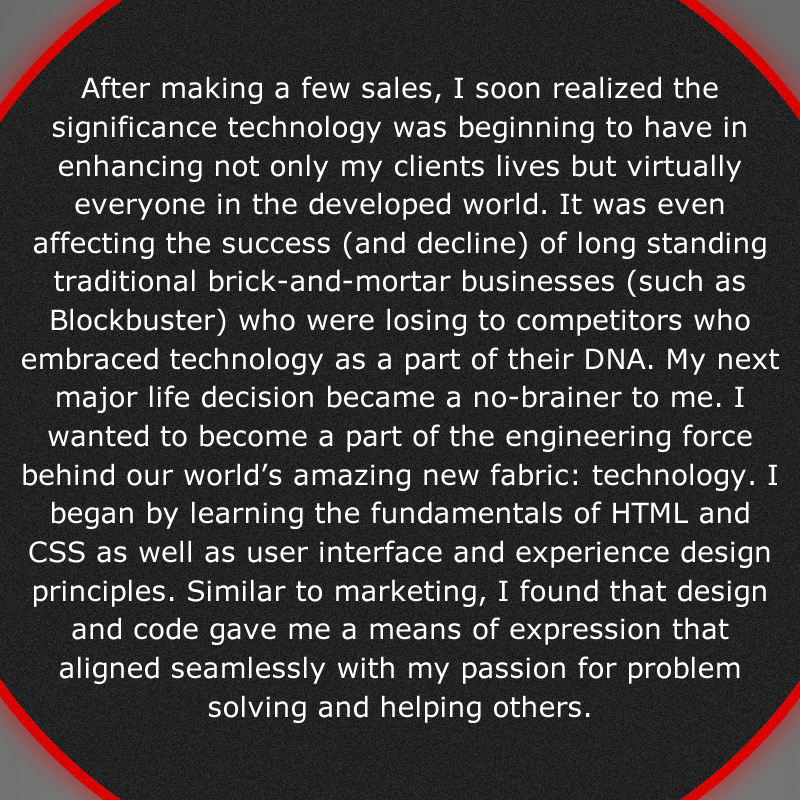 After making a few sales, I soon realized the
significance technology was beginning to have in
enhancing not only my clients lives but virtually
everyone in the developed world. It was even
affecting the success (and decline) of long standing
traditional brick-and-mortar businesses (such as
Blockbuster) who were losing to competitors who
embraced technology as a part of their DNA. My next
major life decision became a no-brainer to me. I
wanted to become a part of the engineering force
behind our world’s amazing new fabric: technology. I
began by learning the fundamentals of HTML and
CSS as well as user interface and experience design
principles. Similar to marketing, I found that design
and code gave me a means of expression that
aligned seamlessly with my passion for problem
solving and helping others.